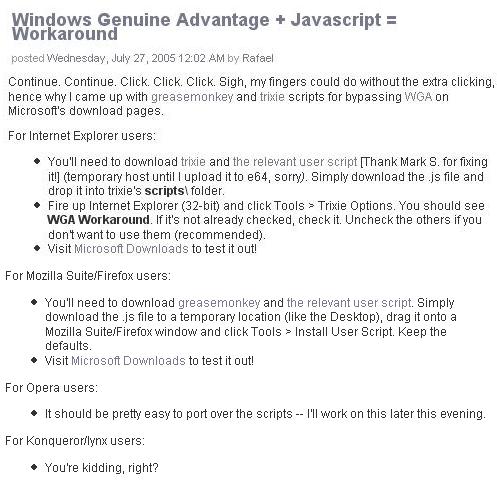 Windows Genuine Advantage + Javascript =
Workaround
posted Wednesday, July 27, 2005 12:02 AM by Rafael
Continue. Continue. Click. Click. Click. Sigh, my fingers could do without the extra clicking,
hence why I came up with greasemonkey and trixie scripts for bypassing WGA on
Microsoft's download pages.
For Internet Explorer users:
• You'll need to download trixie and the relevant user script [Thank Mark S. for fixing
it!] (temporary host until I upload it to e64, sorry). Simply download the .js file and
drop it into trixie's scripts\ folder.
• Fire up Internet Explorer (32-bit) and click Tools > Trixie Options. You should see
WGA Workaround. If it's not already checked, check it. Uncheck the others if you
don't want to use them (recommended).
• Visit Microsoft Downloads to test it out!
For Mozilla Suite/Firefox users:
• You'll need to download greasemonkey and the relevant user script. Simply
download the .js file to a temporary location (like the Desktop), drag it onto a
Mozilla Suite/Firefox window and click Tools > Install User Script. Keep the
defaults.
• Visit Microsoft Downloads to test it out!
For Opera users:
• It should be pretty easy to port over the scripts -- I'll work on this later this evening.
For Konqueror/lynx users:
• You're kidding, right?